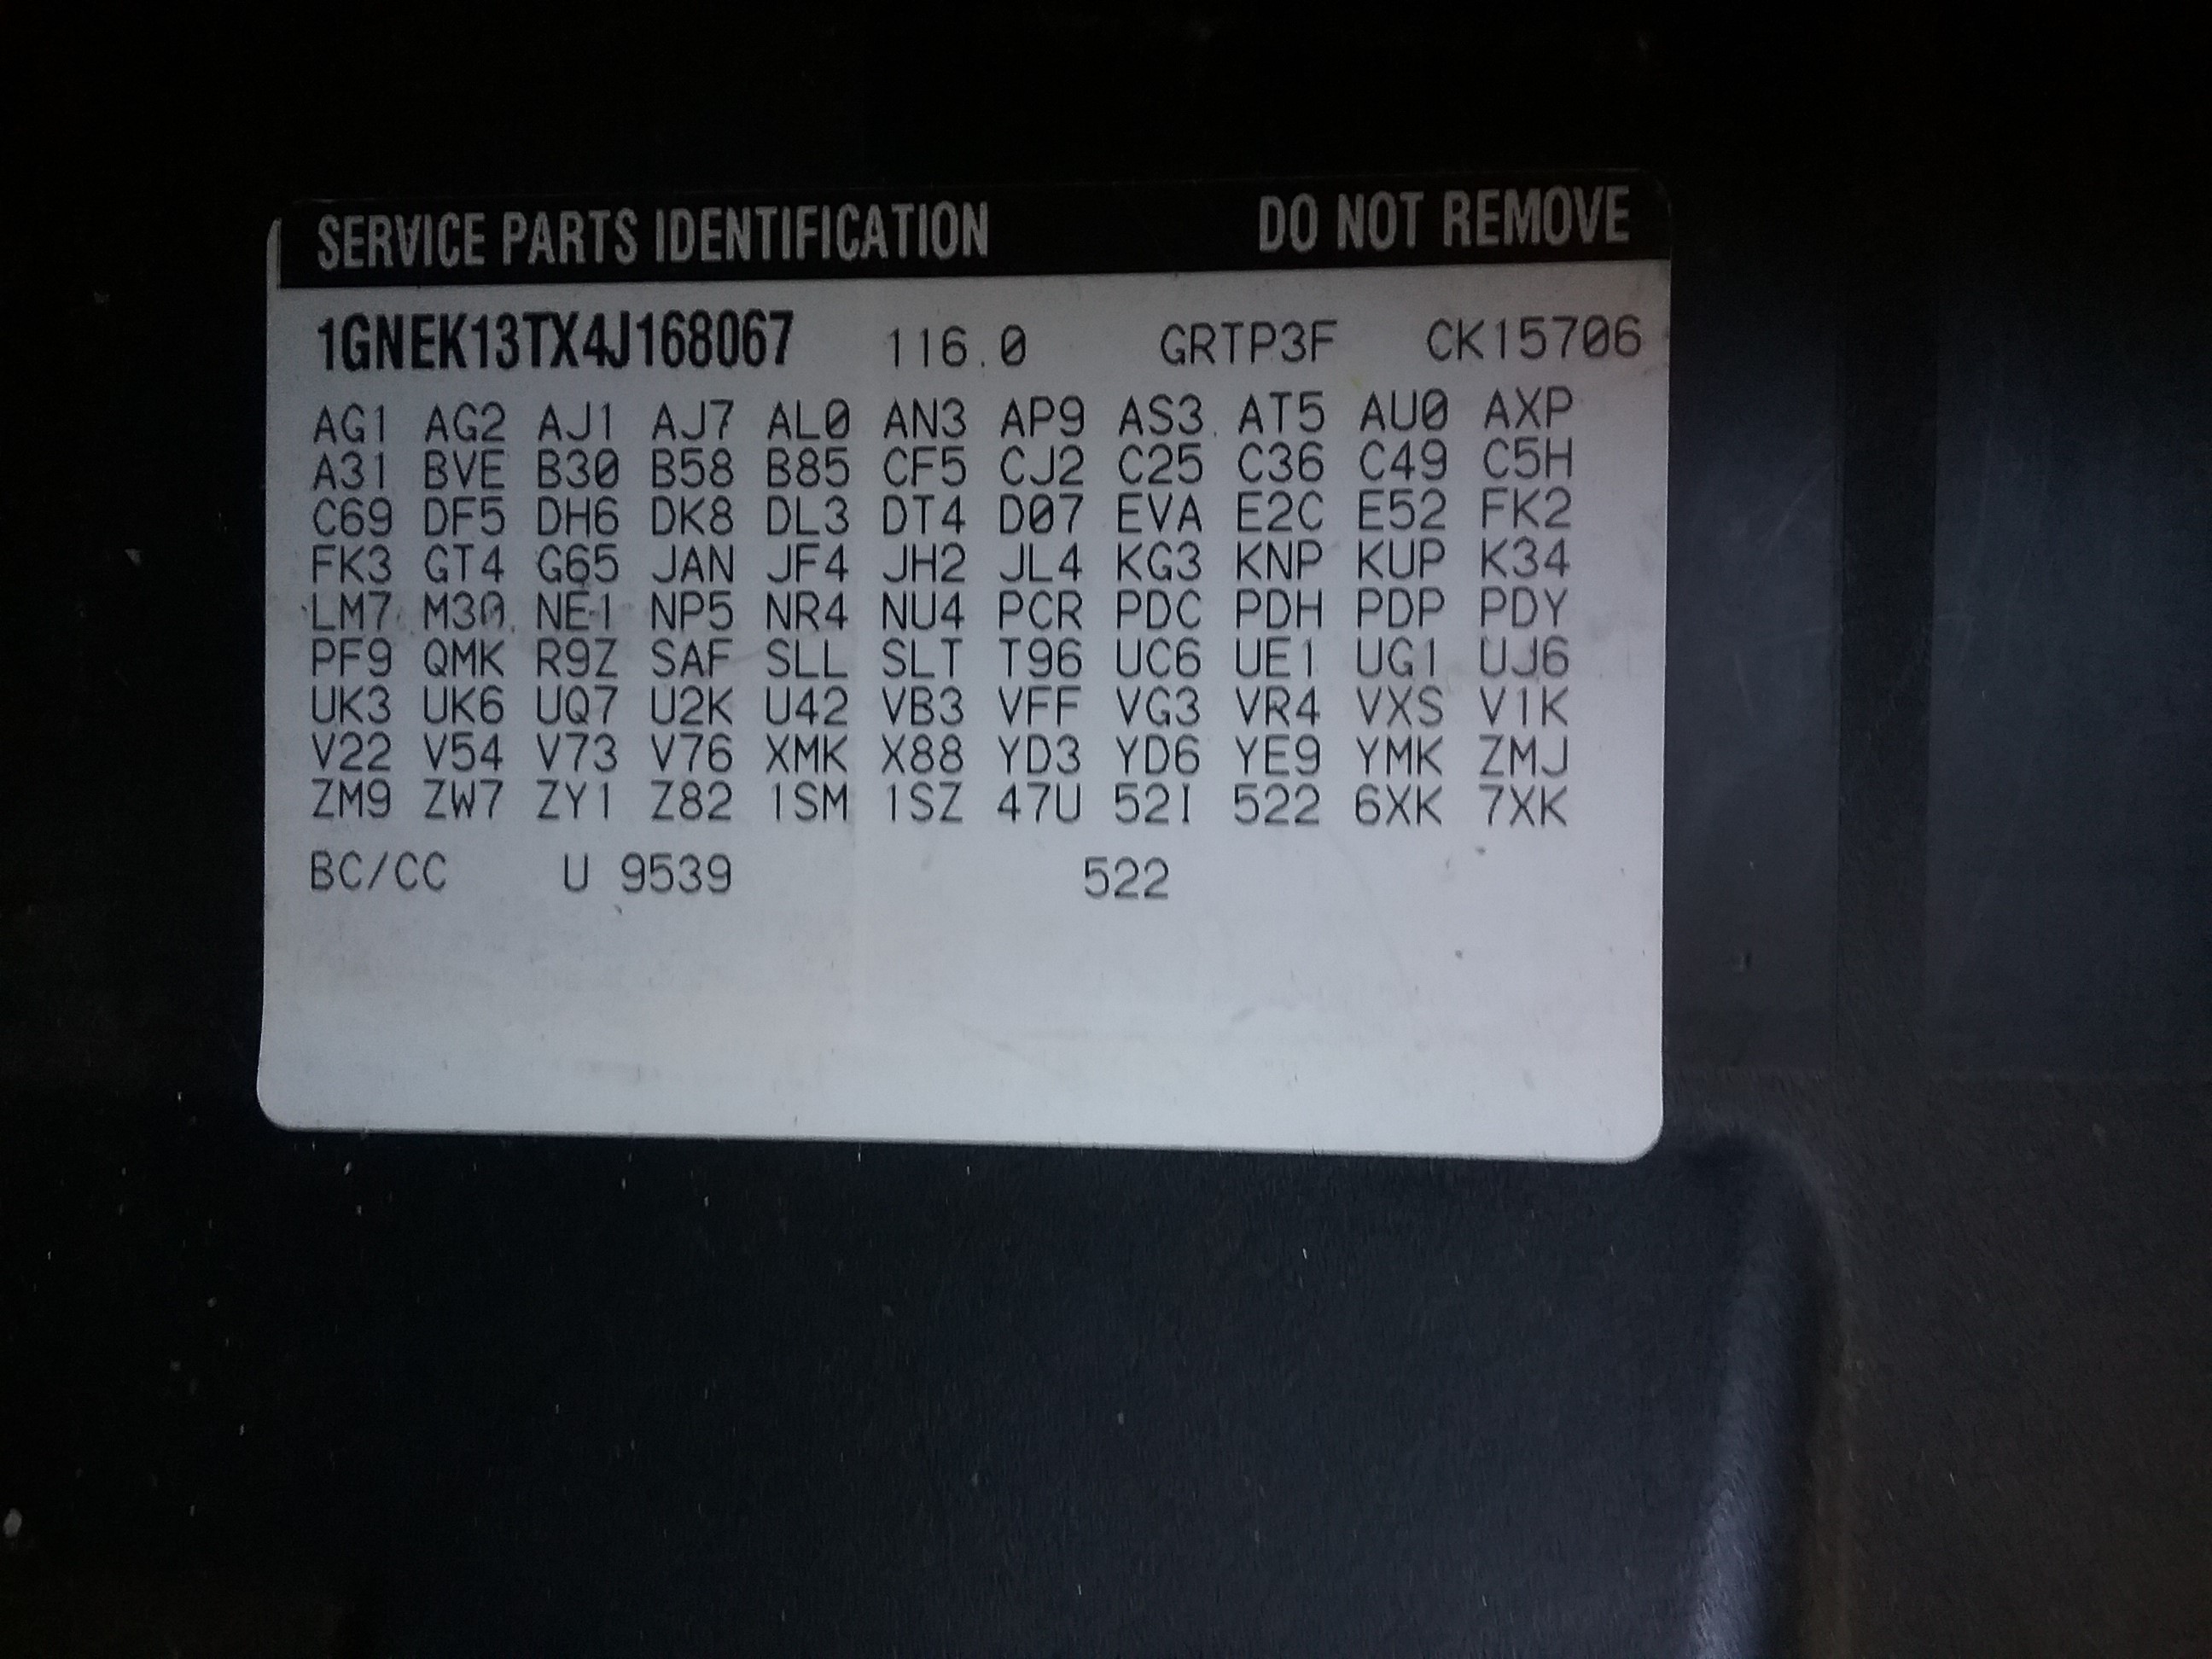 SERVICE PARTS IDENTIFICATION DO NOT REMOVE
1GNEK13TX4J168067 116.0 GRTP3F CK15706
AG1 AG2 AJ1 AJ7 AL0 AN3 AP9 AS3 AT5 AU0 AXP
A31 BVE B30 B58 B85 CF5 CJ2 C25 C36 C49 C5H
C69 DF5 DH6 DK8 DL3 DT4 D07 EVA E2C E52 FK2
FK3 GT4 G65 JAN JF4 JH2 JL4 KG3 KNP KUP K34
LM7 M30 NE1 NP5 NR4 NU4 PCR PDC PDH PDP PDY
PF9 QMK R9Z SAF SLL SLT T96 UC6 UE1 UG1 UJ6
UK3 UK6 UQ7 U2K U42 VB3 VFF VG3 VR4 VXS V1K
V22 V54 V73 V76 XMK X88 YD3 YD6 YE9 YMK ZMJ
ZM9 ZW7 ZY1 Z82 1SM 1SZ 47U 52I 522 6XK 7XK
BC/CC U 9539 522